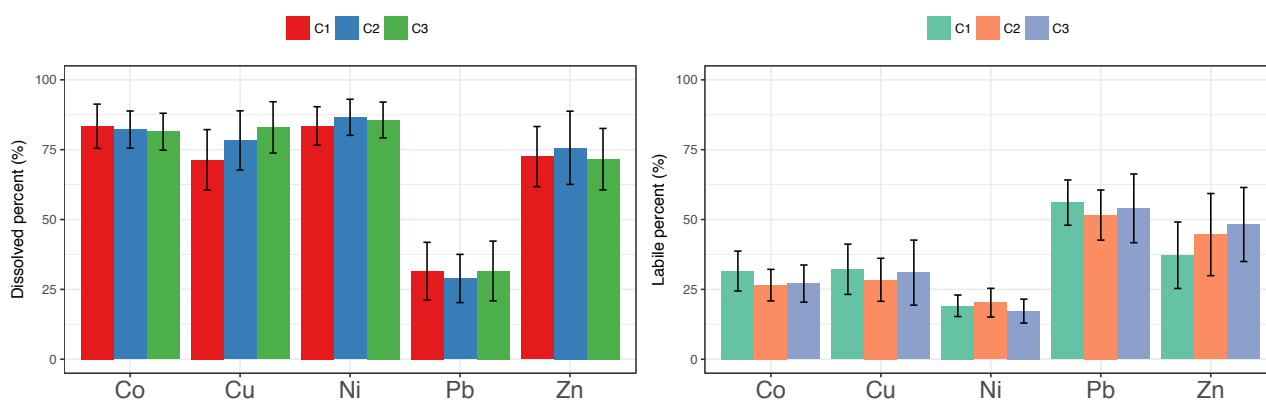 C1 C2 C3
Dissolved percent (%)
100
75
50
25
0
Co Cu Ni Pb Zn
C1 C2 C3
Labile percent (%)
100
75
50
25
0
Co Cu Ni Pb Zn